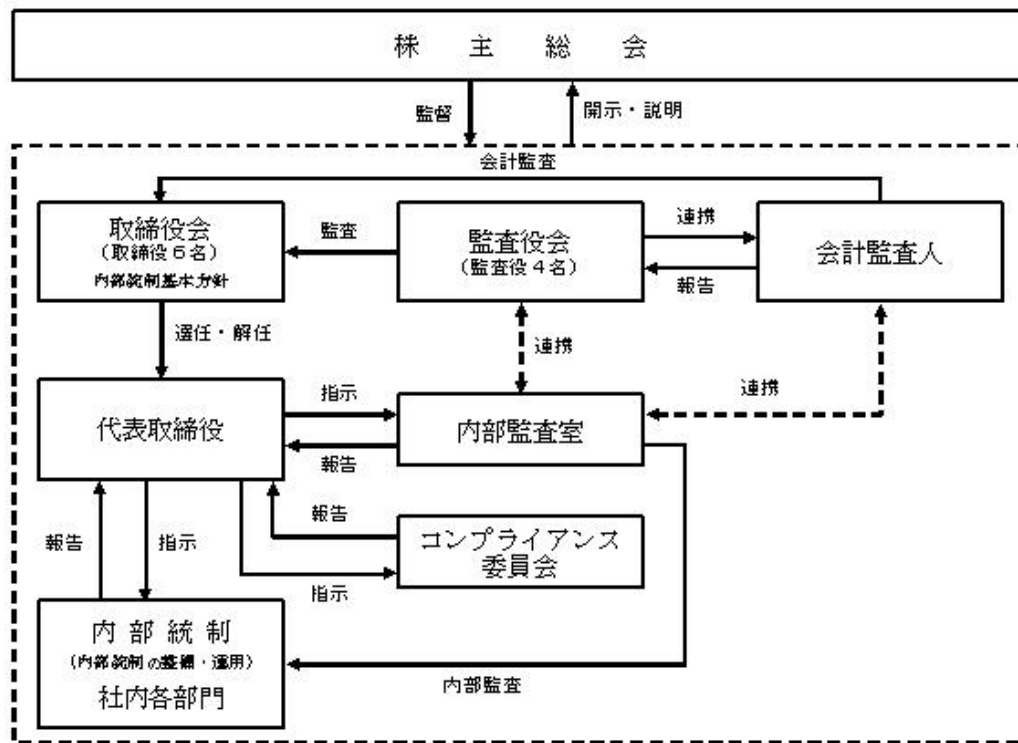 株主総会
監督
開示・説明
会計監査
取締役会
(取締役6名)
内部統制基本方針
監査
監査役会
(監査役4名)
連携
報告
会計監査人
選任・解任
連携
連携
代表取締役
指示
報告
内部監査室
報告
指示
報告
指示
コンプライアンス
委員会
内部統制
(内部統制の整備・運用)
社内各部門
内部監査